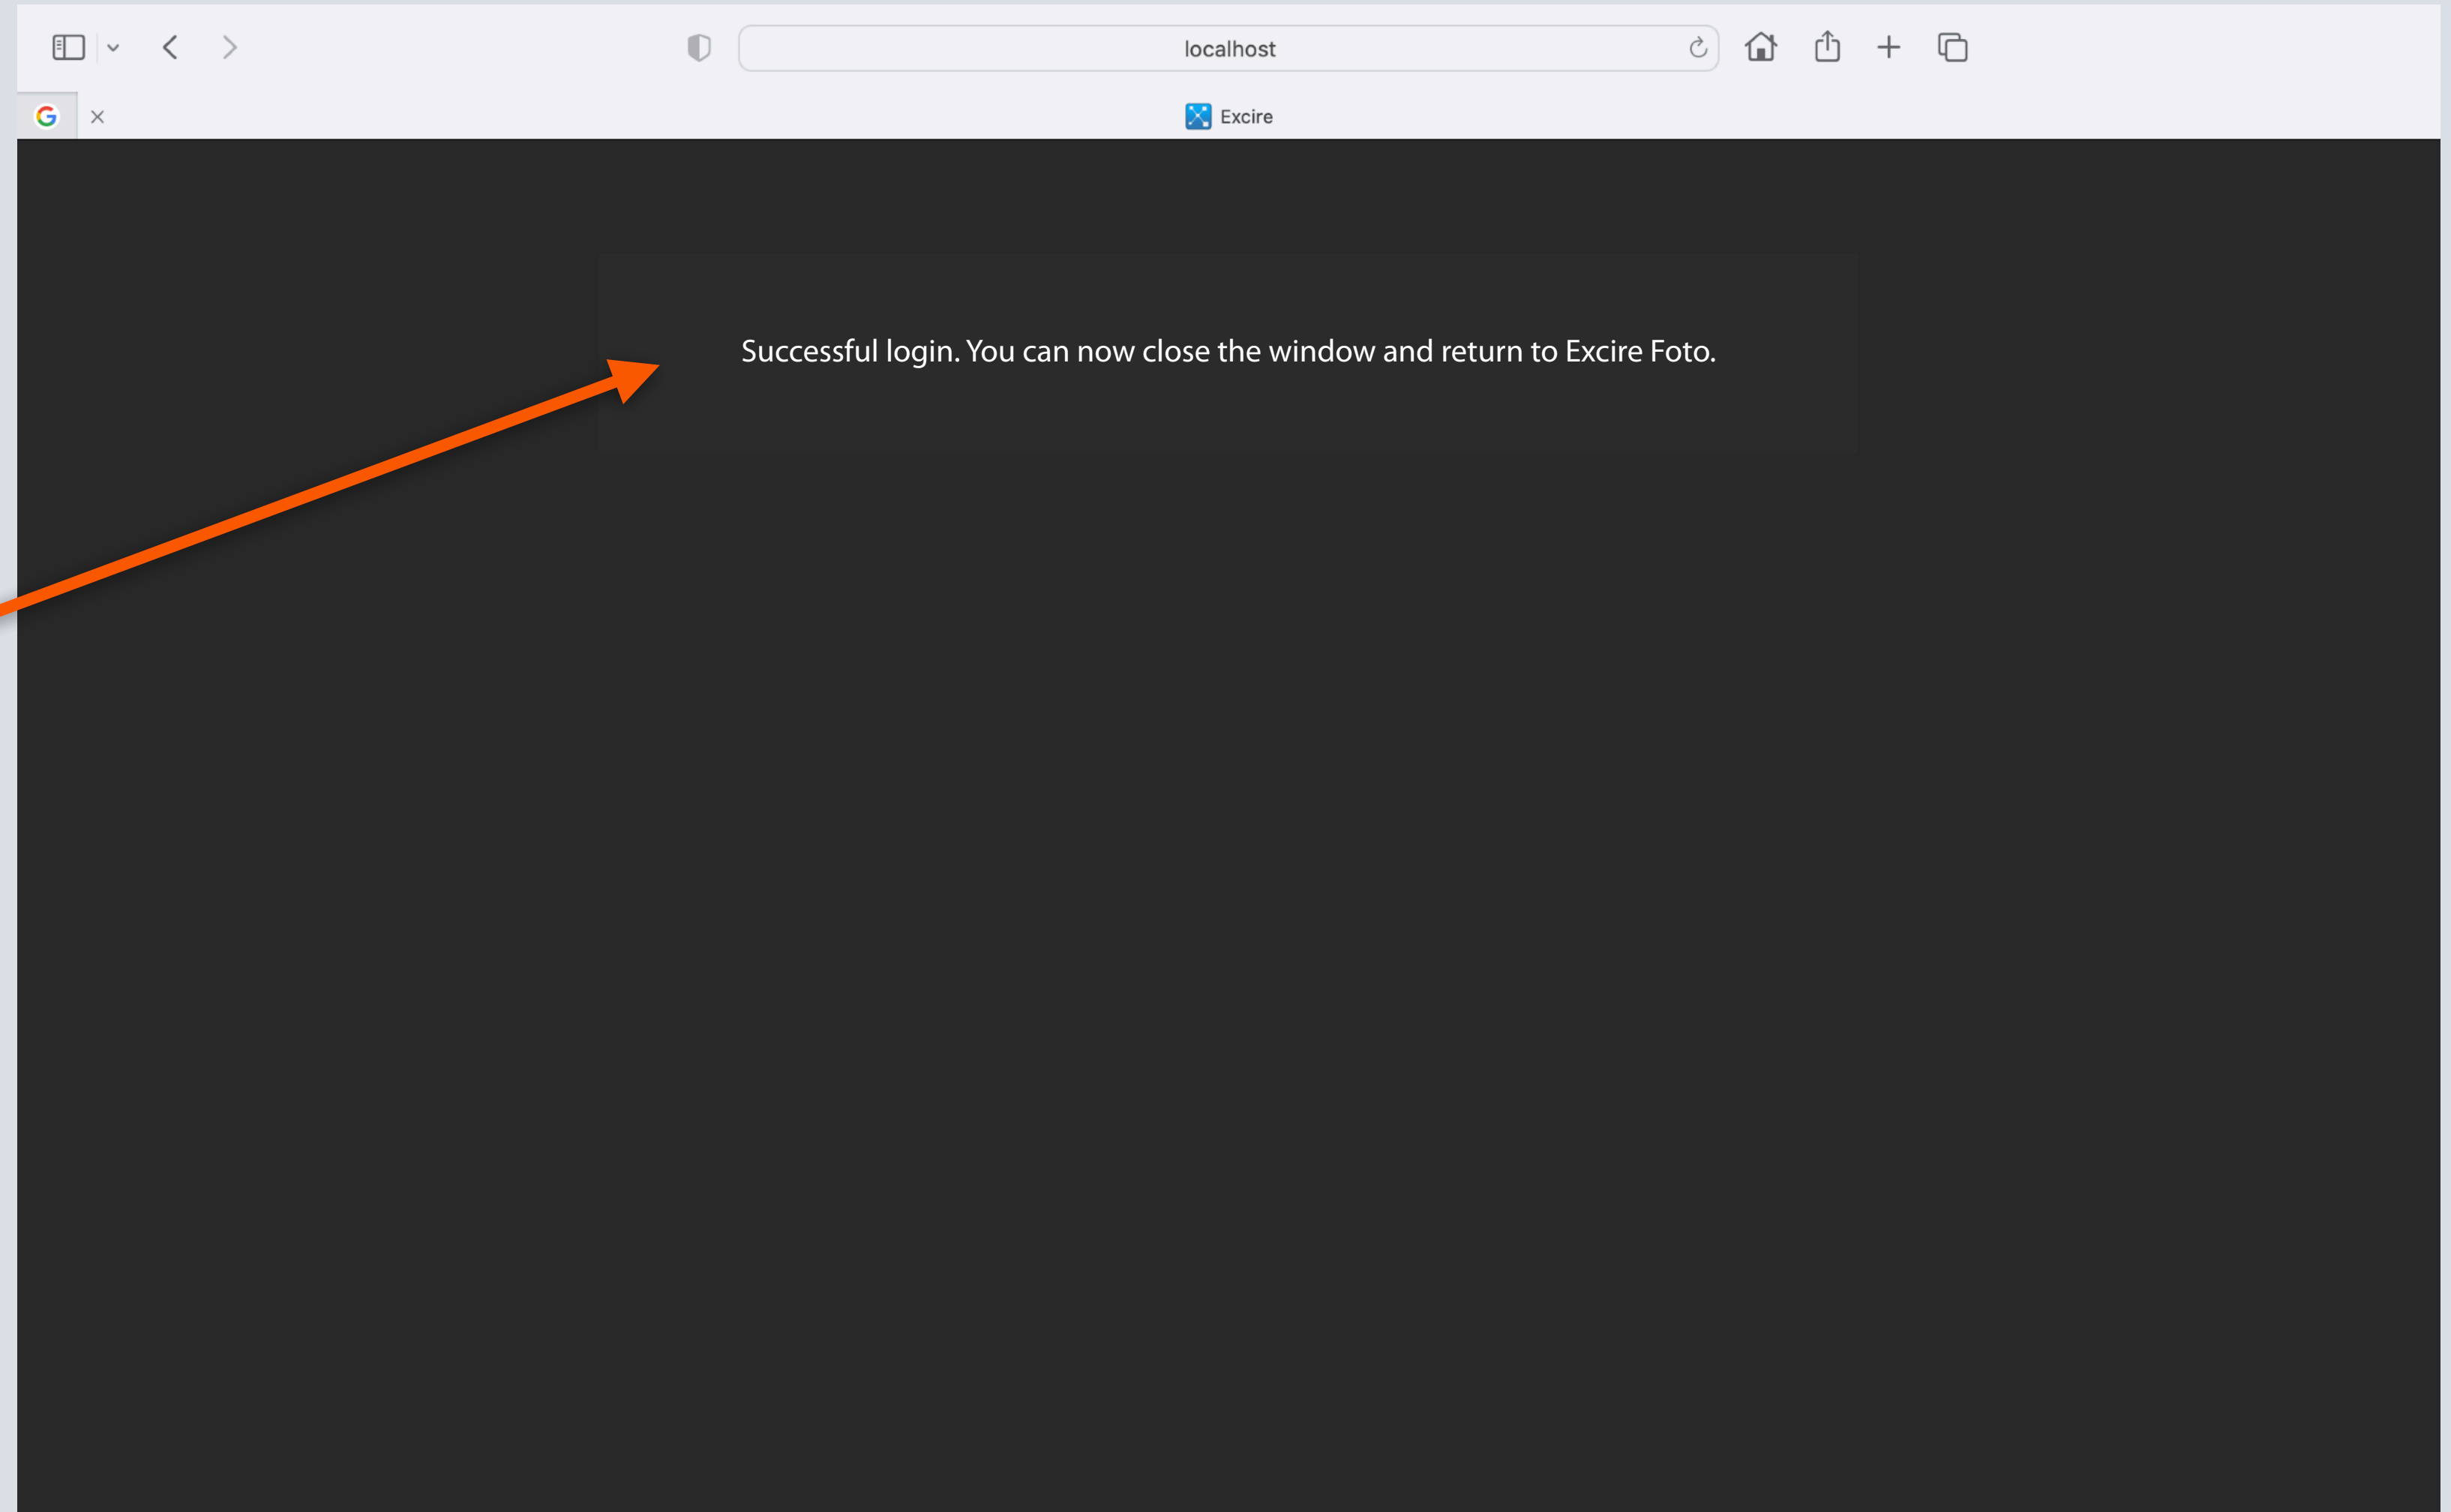 localhost
Excire
Successful login. You can now close the window and return to Excire Foto.